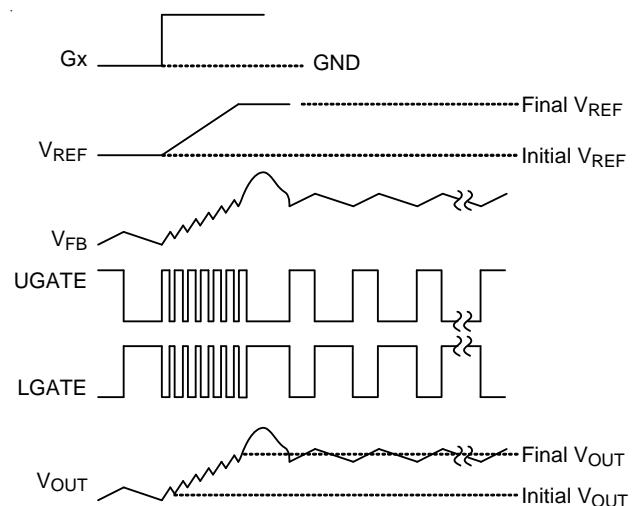 Gx
GND
Final VREF
VREF
Initial VREF
VFB
UGATE
LGATE
Final VOUT
VOUT
Initial VOUT